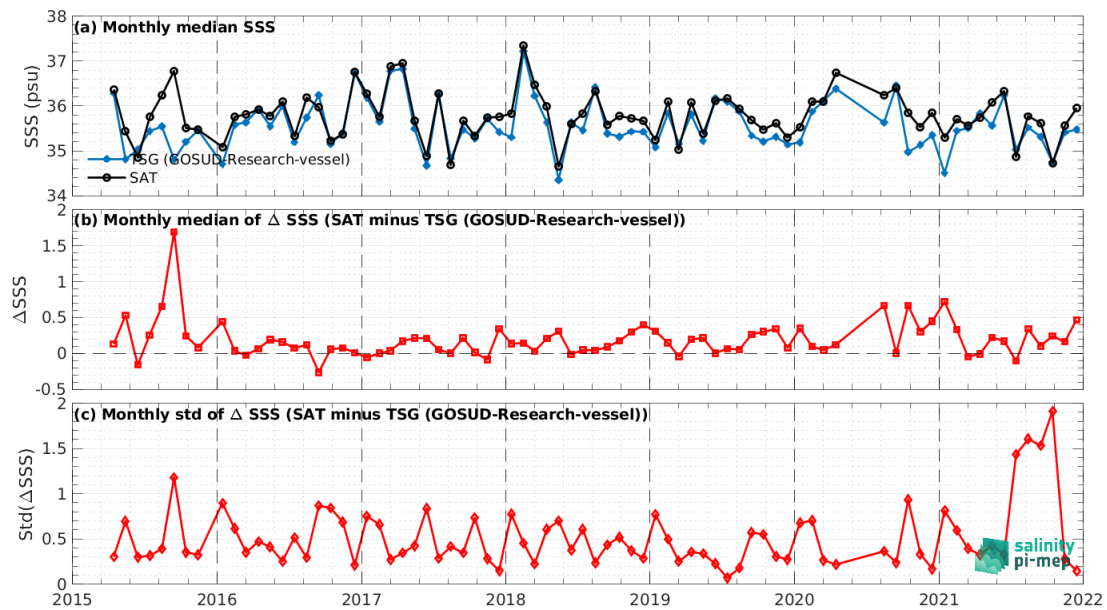 (a) Monthly median SSS
SSS (psu)
38
37
36
35
34
TSG (GOSUD-Research-vessel)
SAT
(b) Monthly median of Δ SSS (SAT minus TSG (GOSUD-Research-vessel))
ΔSSS
2
1.5
1
0.5
0
-0.5
(c) Monthly std of Δ SSS (SAT minus TSG (GOSUD-Research-vessel))
Std(ΔSSS)
2
1.5
1
0.5
0
salinity
pi-mep
2015 2016 2017 2018 2019 2020 2021 2022